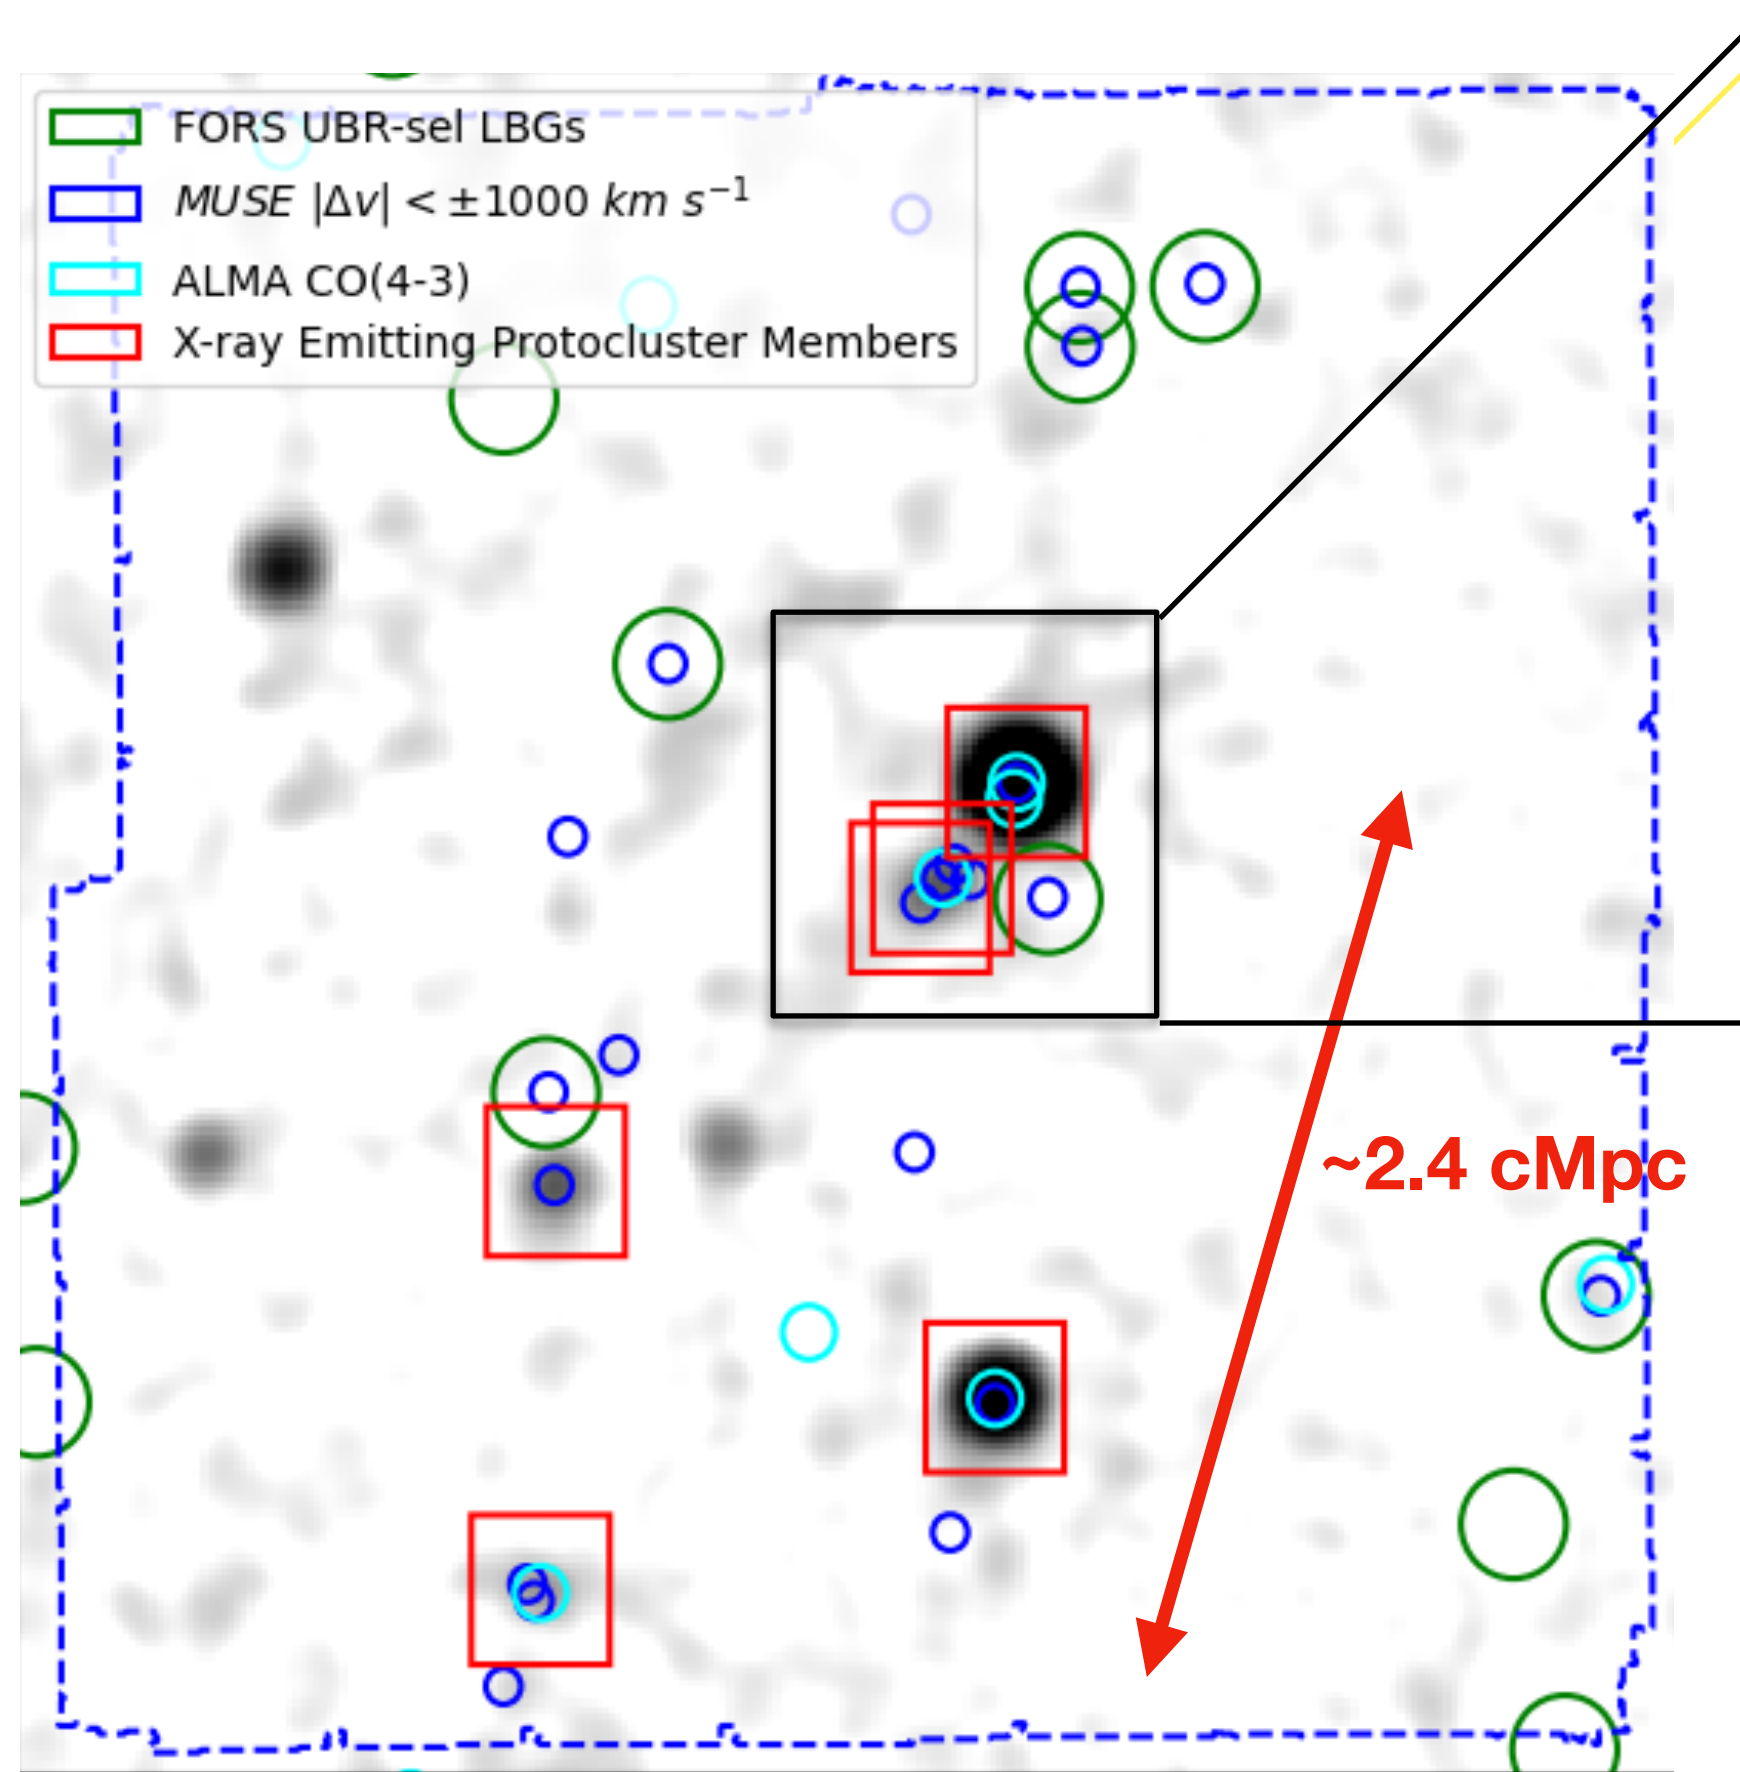 FORS UBR-sel LBGs
MUSE |Δv| < ±1000 km s⁻¹
ALMA CO(4-3)
X-ray Emitting Protocluster Members
~2.4 cMpc